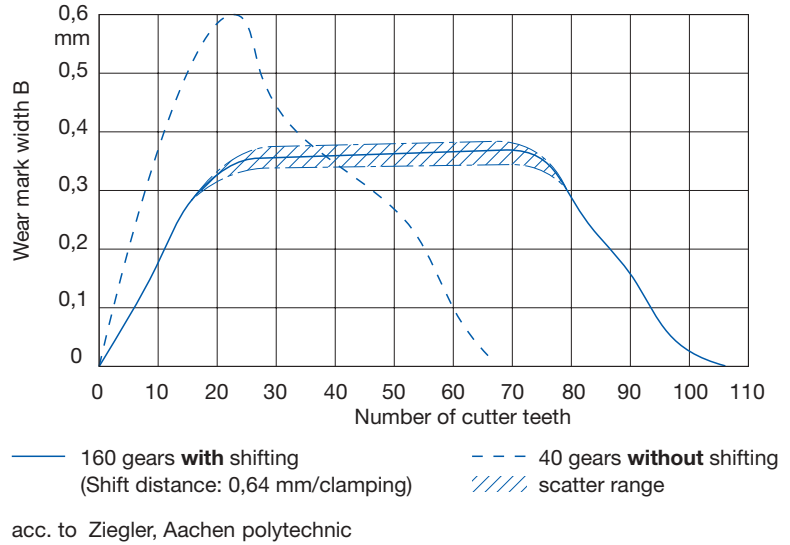 0,6
mm
0,5
0,4
0,3
0,2
0,1
0
Wear mark width B
0 10 20 30 40 50 60 70 80 90 100 110
Number of cutter teeth
160 gears with shifting
(Shift distance: 0,64 mm/clamping)
40 gears without shifting
scatter range
acc. to Ziegler, Aachen polytechnic